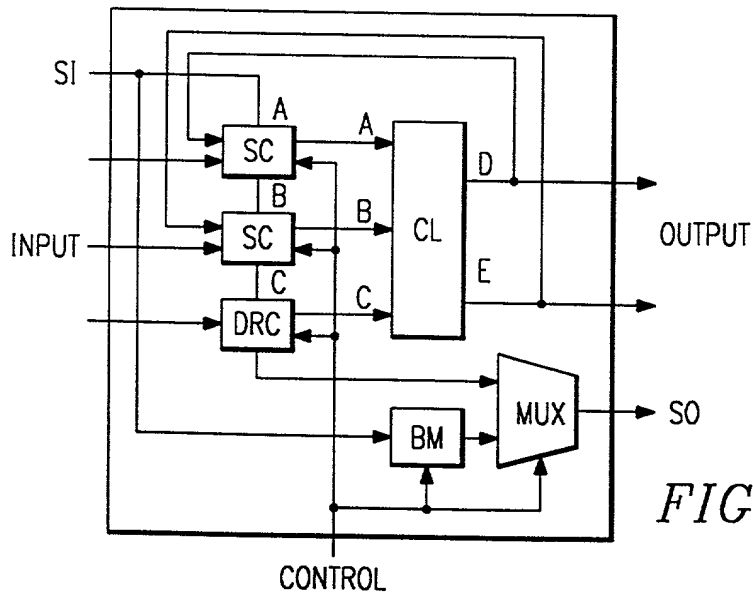 SI
A
A
SC
D
B
B
SC
CL
INPUT
OUTPUT
C
C
E
DRC
MUX
SO
BM
FIG
CONTROL